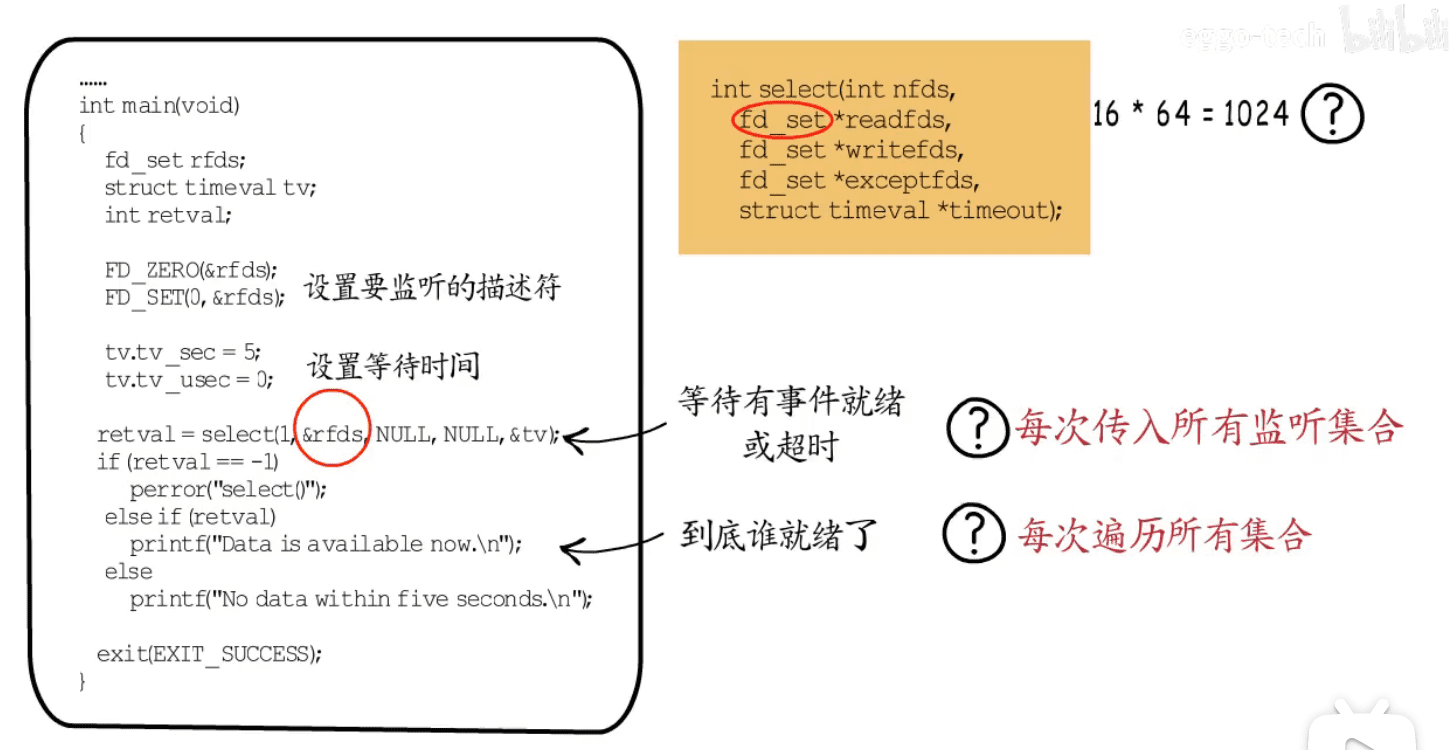 ......
int main(void)
{
fd_set rfds;
struct timeval tv;
int retval;
FD_ZERO(&rfds);
FD_SET(0, &rfds);
设置要监听的描述符
tv.tv_sec = 5;
tv.tv_usec = 0;
设置等待时间
retval = select(1, &rfds, NULL, NULL, &tv);
if (retval == -1)
perror("select()");
else if (retval)
printf("Data is available now.\n");
else
printf("No data within five seconds.\n");
exit(EXIT_SUCCESS);
}
int select(int nfds,
fd_set *readfds,
fd_set *writefds,
fd_set *exceptfds,
struct timeval *timeout);
16 * 64 = 1024 ?
等待有事件就绪
或超时
? 每次传入所有监听集合
到底谁就绪了
? 每次遍历所有集合
eggo-tech bilibili